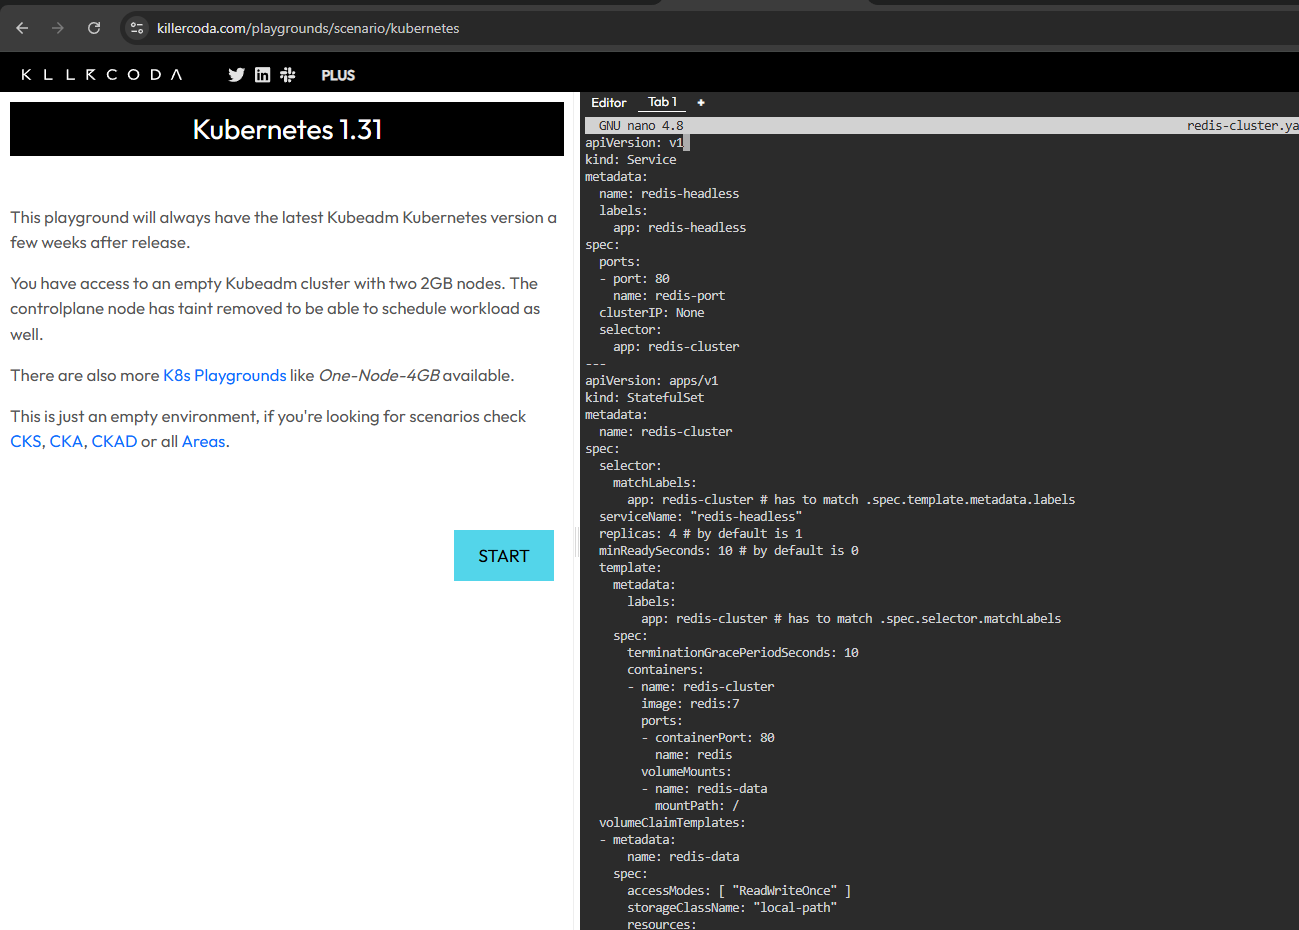 killercoda.com/playgrounds/scenario/kubernetes
KLLRCODA
PLUS
Kubernetes 1.31
This playground will always have the latest Kubeadm Kubernetes version a
few weeks after release.
You have access to an empty Kubeadm cluster with two 2GB nodes. The
controlplane node has taint removed to be able to schedule workload as
well.
There are also more K8s Playgrounds like One-Node-4GB available.
This is just an empty environment, if you're looking for scenarios check
CKS, CKA, CKAD or all Areas.
START
Editor Tab 1 +
GNU nano 4.8 redis-cluster.ya
apiVersion: v1
kind: Service
metadata:
  name: redis-headless
  labels:
    app: redis-headless
spec:
  ports:
  - port: 80
    name: redis-port
  clusterIP: None
  selector:
    app: redis-cluster
---
apiVersion: apps/v1
kind: StatefulSet
metadata:
  name: redis-cluster
spec:
  selector:
    matchLabels:
      app: redis-cluster # has to match .spec.template.metadata.labels
  serviceName: "redis-headless"
  replicas: 4 # by default is 1
  minReadySeconds: 10 # by default is 0
  template:
    metadata:
      labels:
        app: redis-cluster # has to match .spec.selector.matchLabels
    spec:
      terminationGracePeriodSeconds: 10
      containers:
      - name: redis-cluster
        image: redis:7
        ports:
        - containerPort: 80
          name: redis
        volumeMounts:
        - name: redis-data
          mountPath: /
  volumeClaimTemplates:
  - metadata:
      name: redis-data
    spec:
      accessModes: [ "ReadWriteOnce" ]
      storageClassName: "local-path"
      resources: